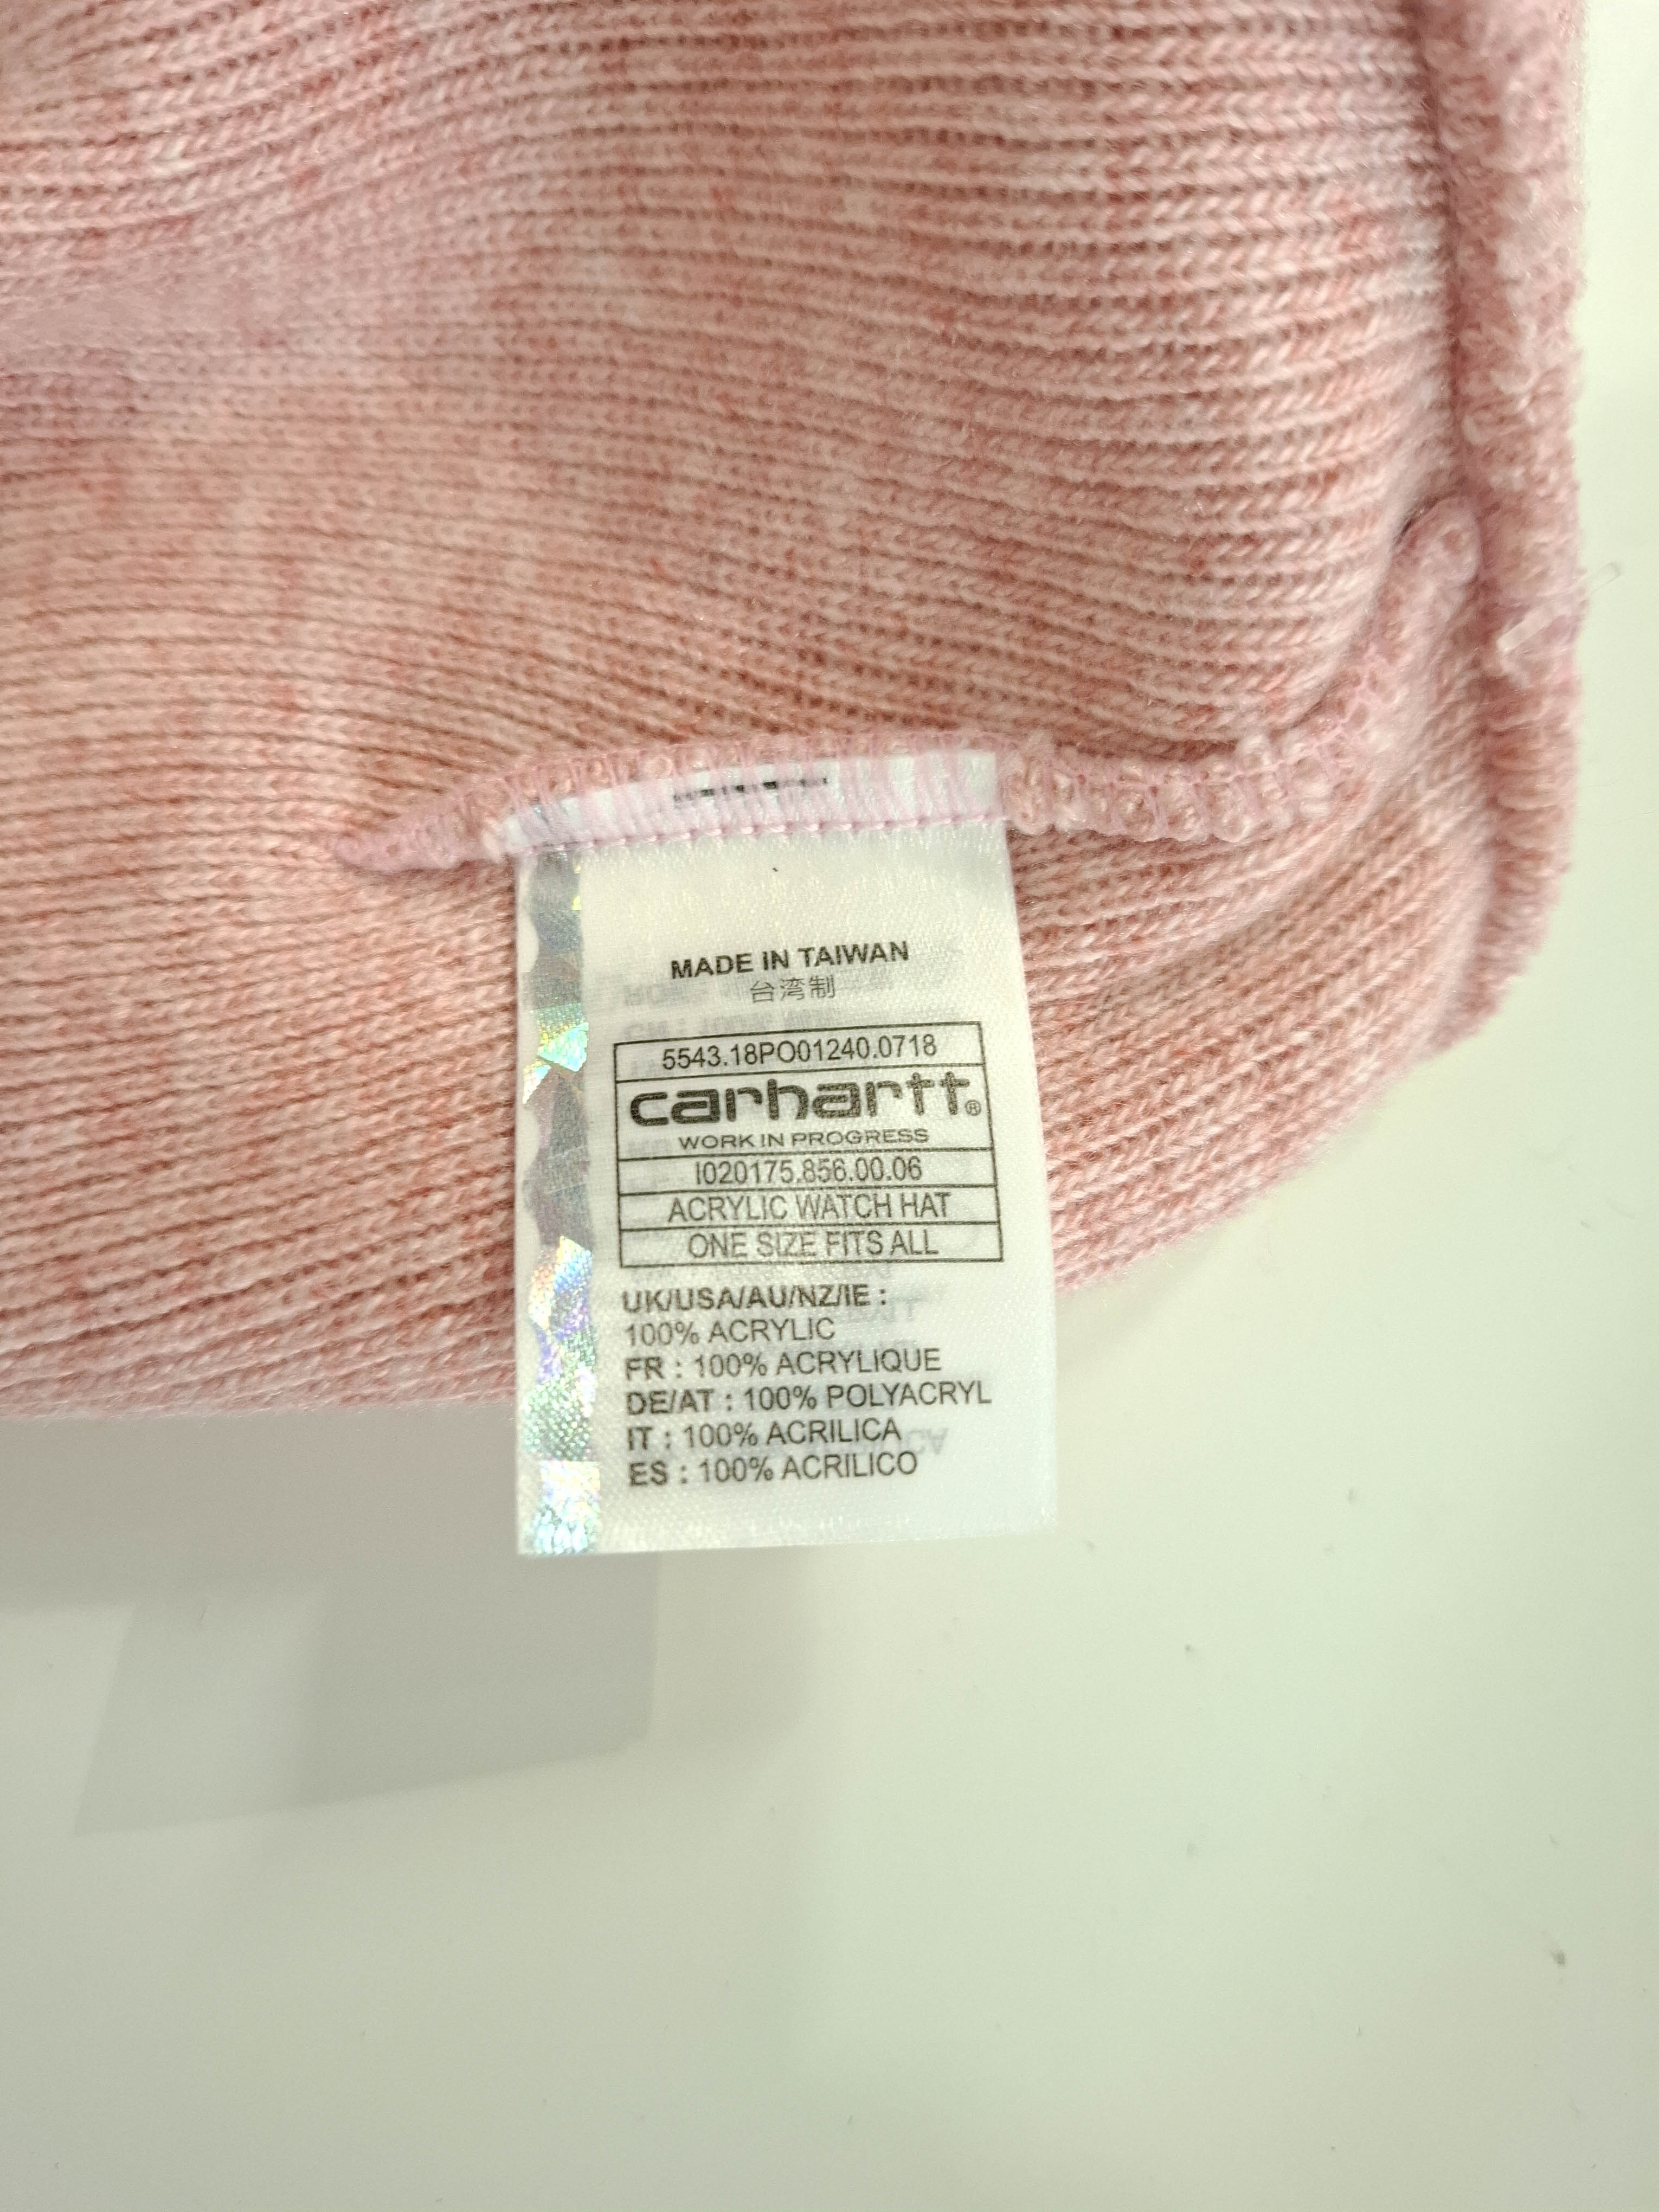 MADE IN TAIWAN
台湾制
5543.18PO01240.0718
carhartt®
WORK IN PROGRESS
I020175.856.00.06
ACRYLIC WATCH HAT
ONE SIZE FITS ALL
UK/USA/AU/NZ/IE :
100% ACRYLIC
FR : 100% ACRYLIQUE
DE/AT : 100% POLYACRYL
IT : 100% ACRILICA
ES : 100% ACRILICO